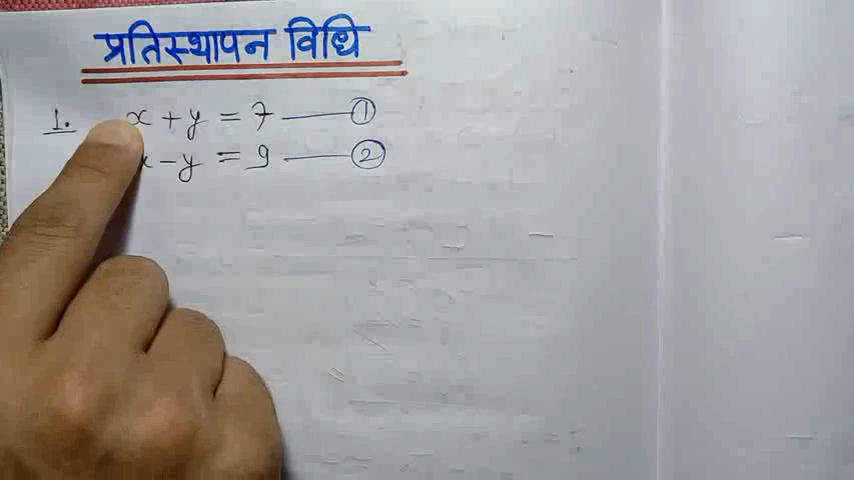 प्रतिस्थापन विधि
1. x + y = 7 ——— ①
x - y = 9 ——— ②